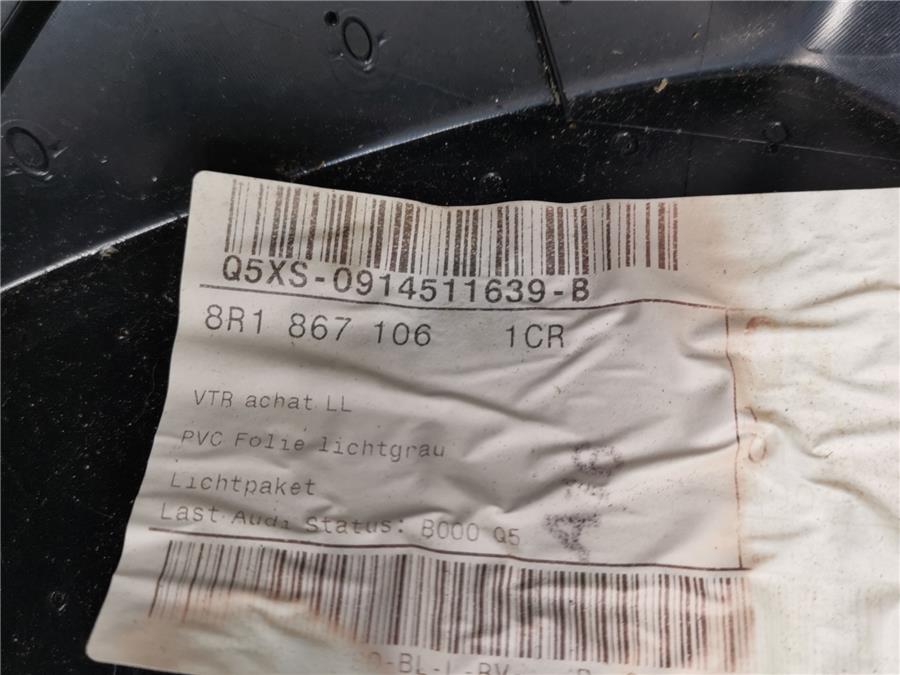 Q5XS-0914511639-B
8R1 867 106 1CR
VTR achat LL
PVC Folie lichtgrau
Lichtpaket
Last Audi Status: B000 Q5